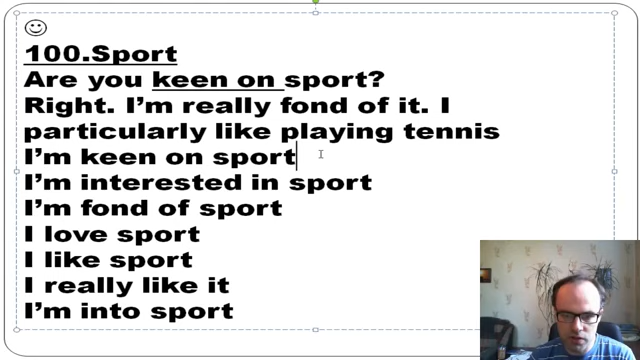 100.Sport
Are you keen on sport?
Right. I'm really fond of it. I
particularly like playing tennis
I'm keen on sport
I'm interested in sport
I'm fond of sport
I love sport
I like sport
I really like it
I'm into sport